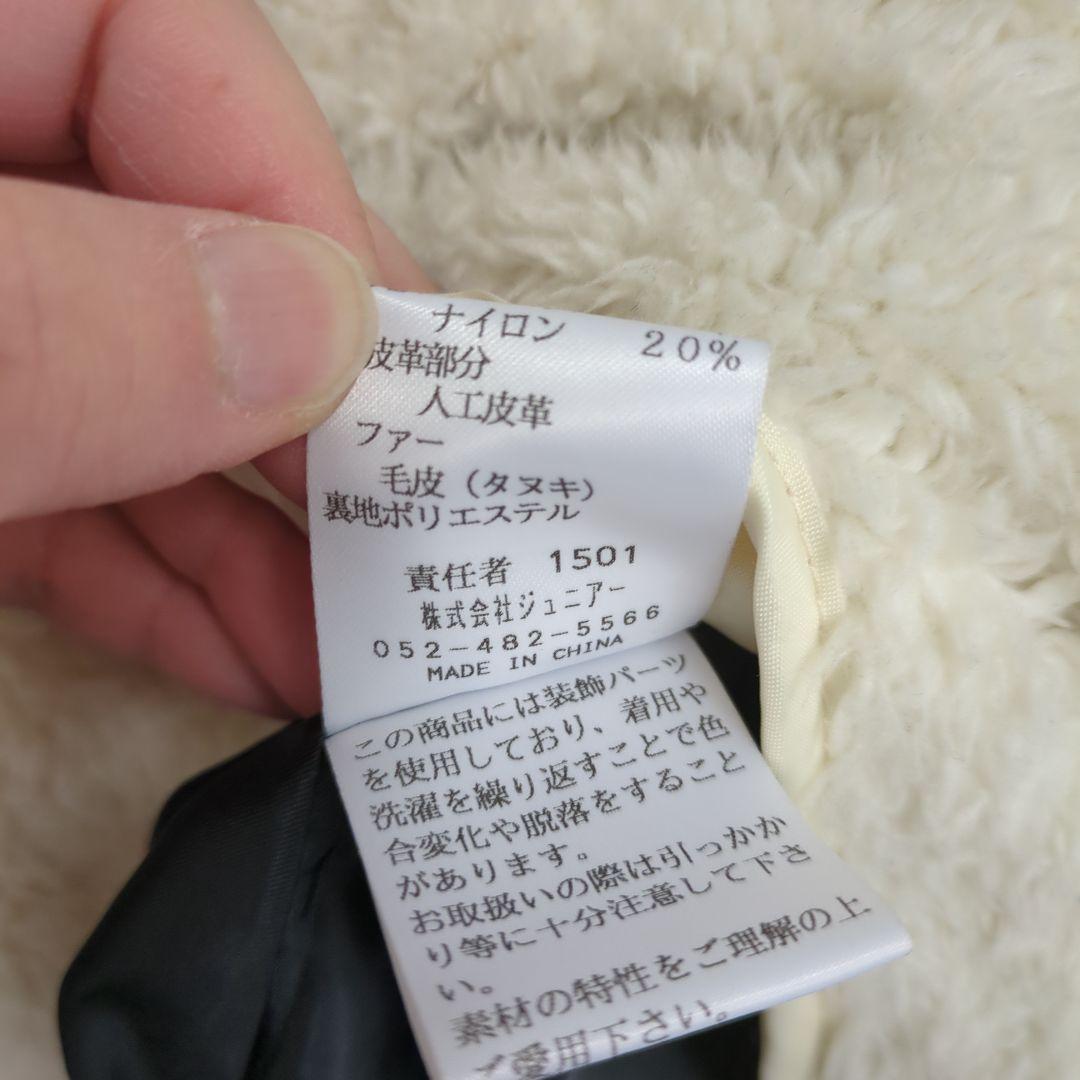 ナイロン 20%
皮革部分
人工皮革
ファー
毛皮（タヌキ）
裏地ポリエステル
責任者 1501
株式会社ジュニアー
052-482-5566
MADE IN CHINA
この商品には装飾パーツ
を使用しており、着用や
洗濯を繰り返すことで色
合変化や脱落をすること
があります。
お取扱いの際は引っかか
り等に十分注意して下さ
い。
素材の特性をご理解の上
ご愛用下さい。